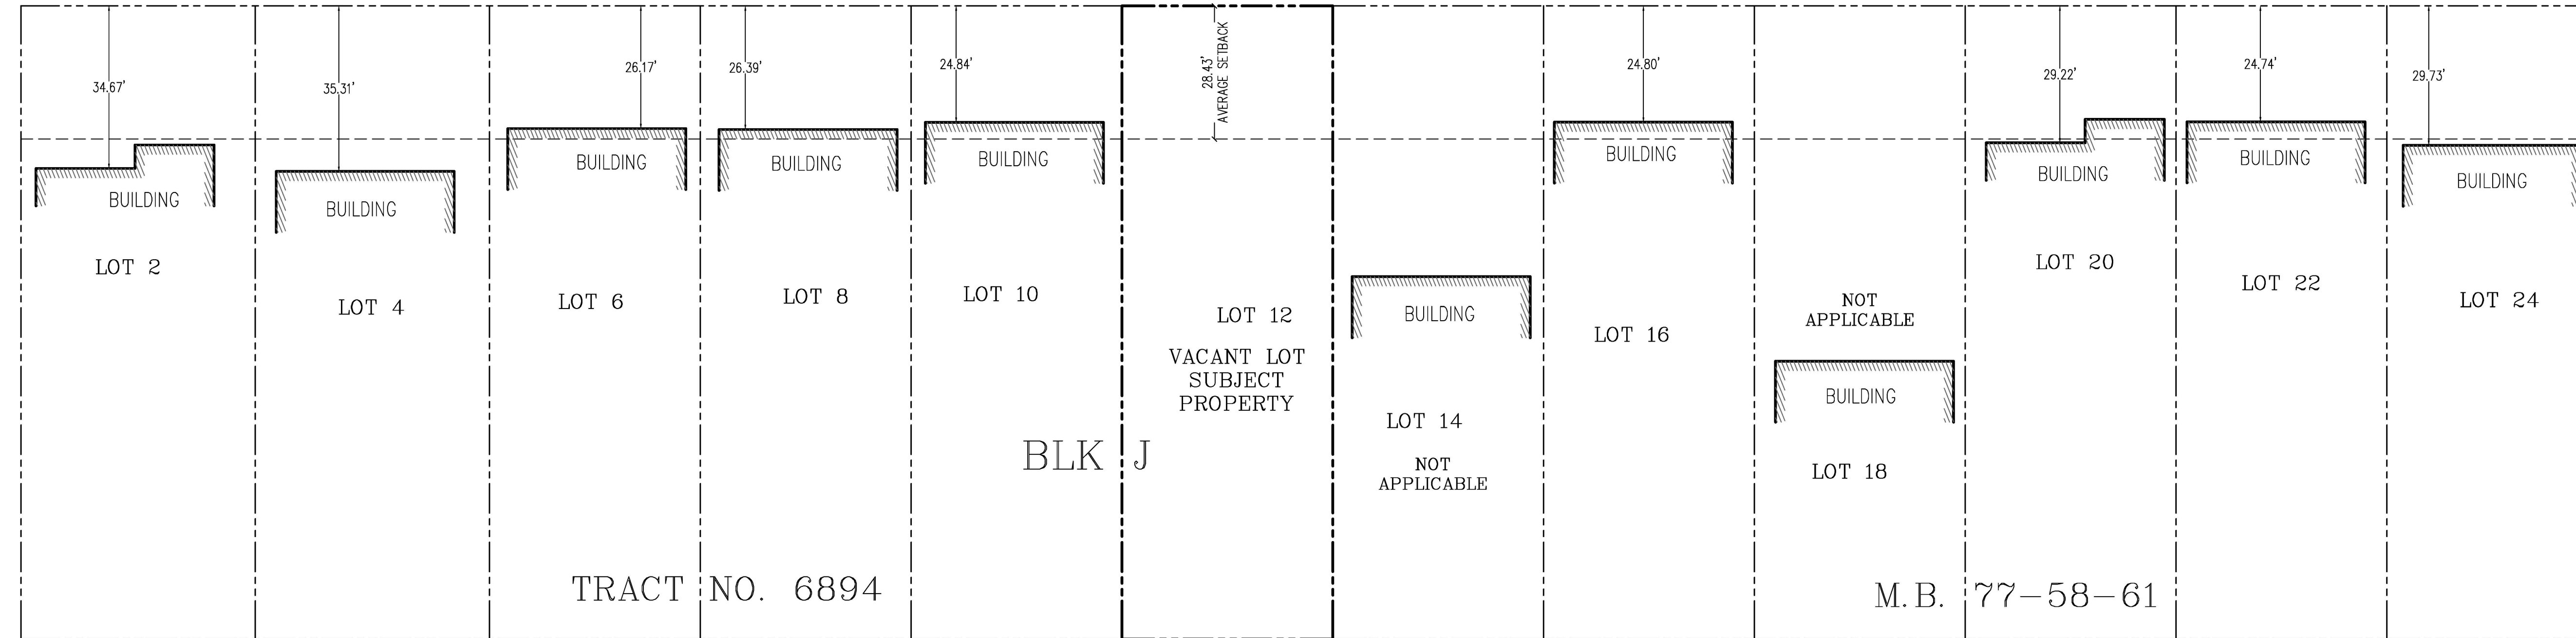 34.67'
35.31'
26.17'
26.39'
24.84'
28.43'
AVERAGE SETBACK
24.80'
29.22'
24.74'
29.73'
BUILDING
BUILDING
BUILDING
BUILDING
BUILDING
BUILDING
BUILDING
BUILDING
BUILDING
BUILDING
BUILDING
LOT 2
LOT 4
LOT 6
LOT 8
LOT 10
LOT 12
VACANT LOT
SUBJECT
PROPERTY
LOT 14
NOT
APPLICABLE
LOT 16
NOT
APPLICABLE
LOT 18
LOT 20
LOT 22
LOT 24
BLK J
TRACT NO. 6894
M.B. 77-58-61